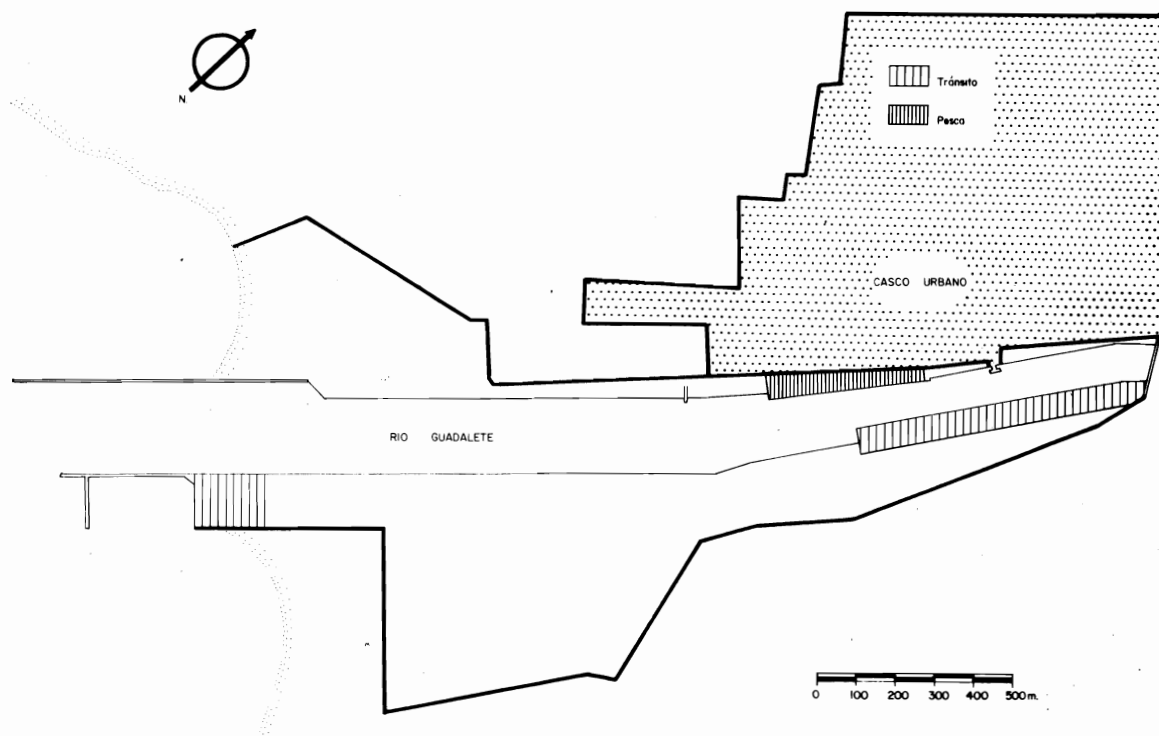 N.
Tránsito
Pesca
CASCO URBANO
RIO GUADALETE
0 100 200 300 400 500 m.